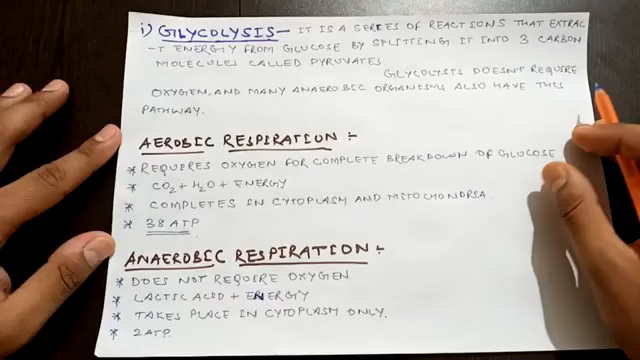 i) GLYCOLYSIS - IT IS A SERIES OF REACTIONS THAT EXTRAC
-T ENERGY FROM GLUCOSE BY SPLITING IT INTO 3 CARBON
MOLECULES CALLED PYRUVATES
GLYCOLYSIS DOESN'T REQUIRE
OXYGEN, AND MANY ANAEROBIC ORGANISMS ALSO HAVE THIS
PATHWAY.
AEROBIC RESPIRATION :-
* REQUIRES OXYGEN FOR COMPLETE BREAKDOWN OF GLUCOSE
* CO2 + H2O + ENERGY
* COMPLETES IN CYTOPLASM AND MITOCHONDRIA.
* 38 ATP
ANAEROBIC RESPIRATION :-
* DOES NOT REQUIRE OXYGEN
* LACTIC ACID + ENERGY
* TAKES PLACE IN CYTOPLASM ONLY.
* 2ATP.